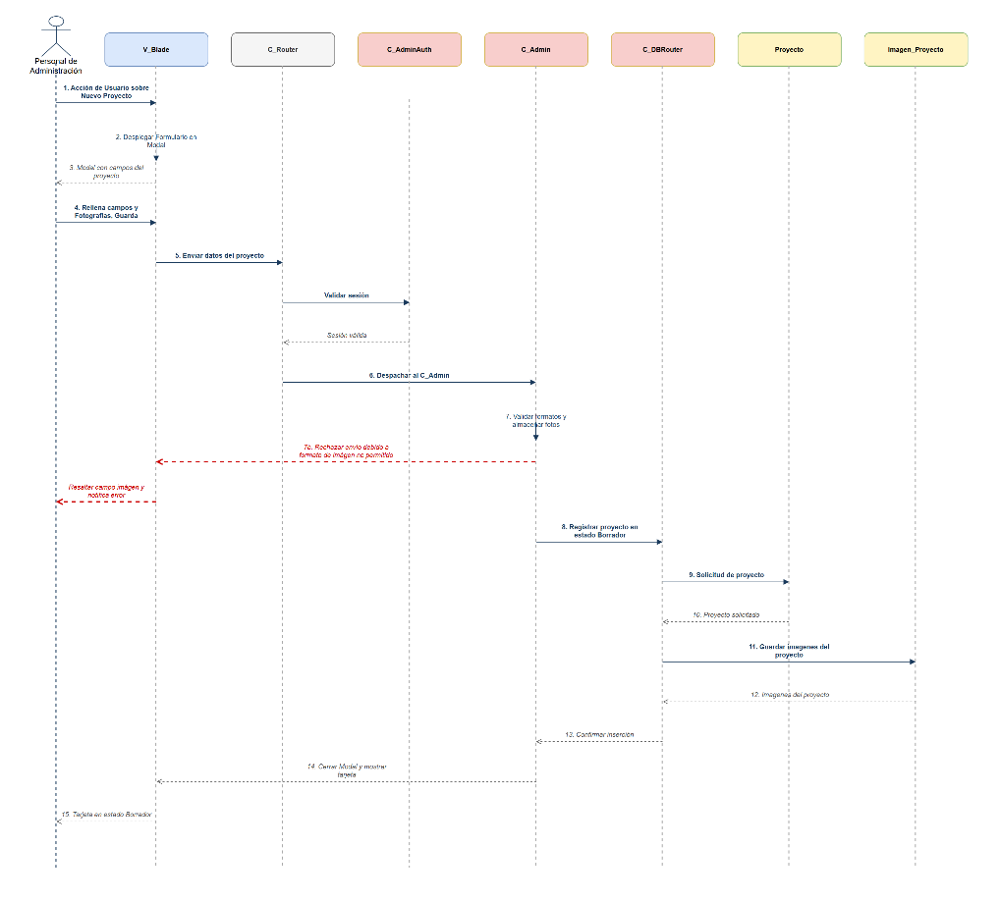 V_Blade
C_Router
C_AdminAuth
C_Admin
C_DBRouter
Proyecto
Imagen_Proyecto
Personal de
Administración
1. Acción de Usuario sobre
Nuevo Proyecto
2. Desplegar Formulario en
Modal
3. Modal con campos del
proyecto
4. Rellena campos y
Fotografías. Guarda
5. Enviar datos del proyecto
Validar sesión
Sesión válida
6. Despachar al C_Admin
7. Validar formatos y
almacenar fotos
7a. Rechazar envío debido a
formato de imágen no permitido
Resaltar campo imágen y
notifica error
8. Registrar proyecto en
estado Borrador
9. Solicitud de proyecto
10. Proyecto solicitado
11. Guardar imagenes del
proyecto
12. Imagenes del proyecto
13. Confirmar inserción
14. Cerrar Modal y mostrar
tarjeta
15. Tarjeta en estado Borrador